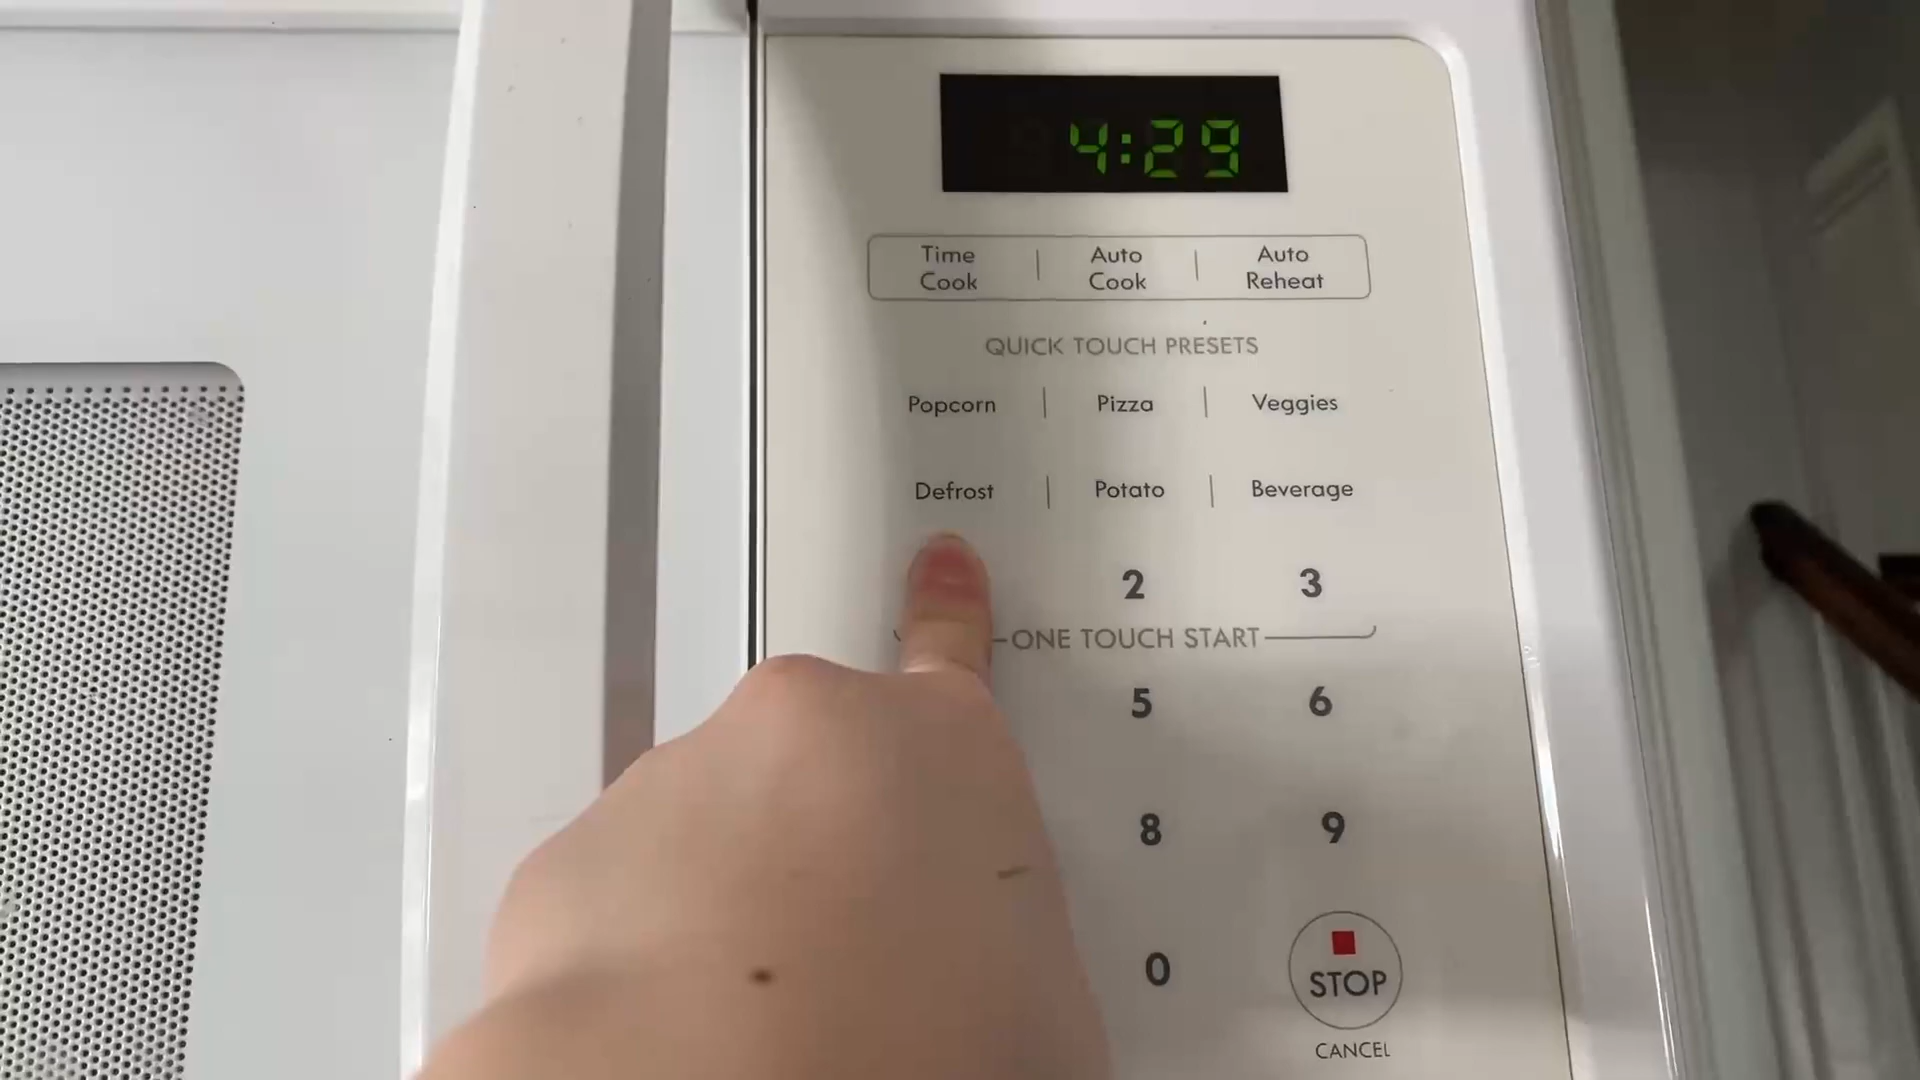 4:29
Time Cook
Auto Cook
Auto Reheat
QUICK TOUCH PRESETS
Popcorn
Pizza
Veggies
Defrost
Potato
Beverage
2
3
ONE TOUCH START
5
6
8
9
0
STOP
CANCEL